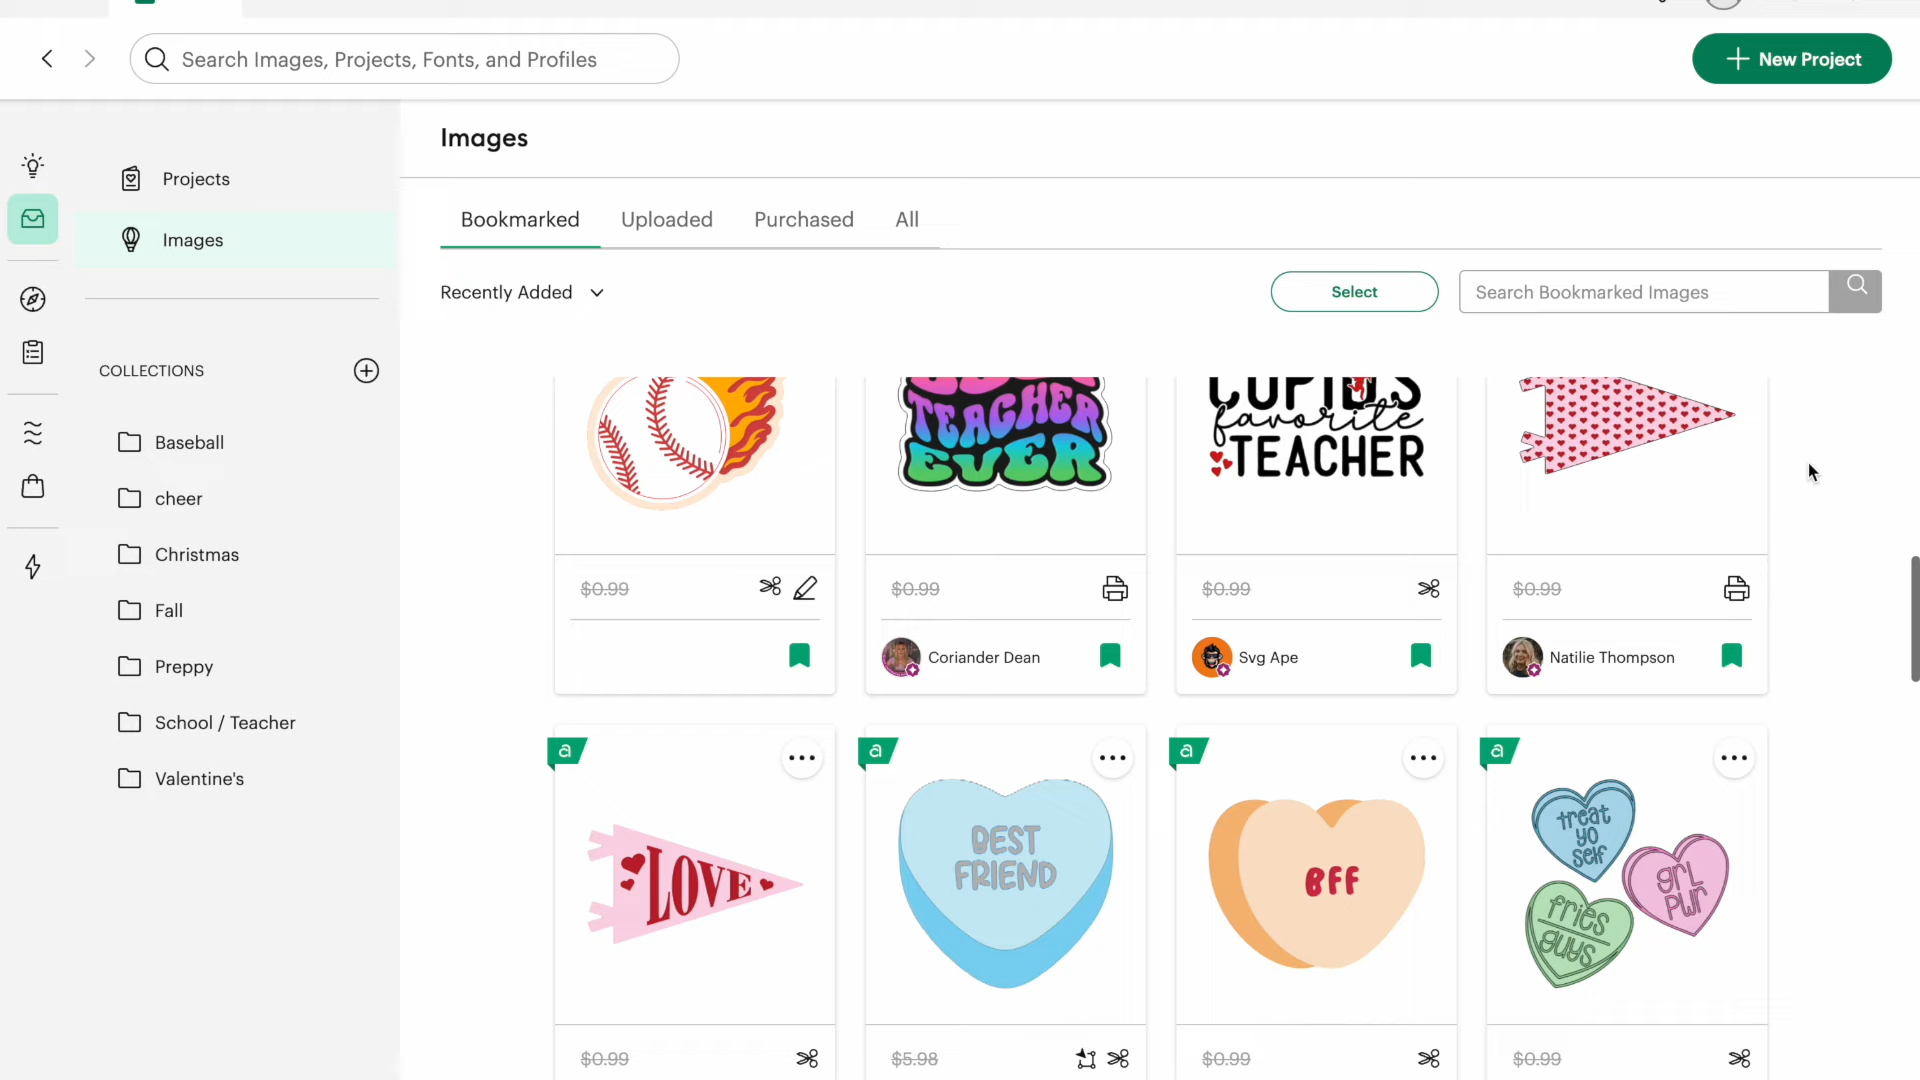 Search Images, Projects, Fonts, and Profiles
New Project
Images
Projects
Images
Bookmarked Uploaded Purchased All
Recently Added
Select
Search Bookmarked Images
COLLECTIONS
Baseball
cheer
Christmas
Fall
Preppy
School / Teacher
Valentine's
TEACHER
EVER
CUPID'S
favorite
TEACHER
$0.99
$0.99
$0.99
$0.99
Coriander Dean
Svg Ape
Natilie Thompson
a
a
a
a
LOVE
BEST
FRIEND
BFF
treat
yo
self
grl
pwr
fries
guys
$0.99
$5.98
$0.99
$0.99